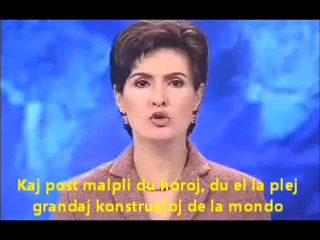 Kaj post malpli du horoj, du el la plej
grandaj konstruaĵoj de la mondo